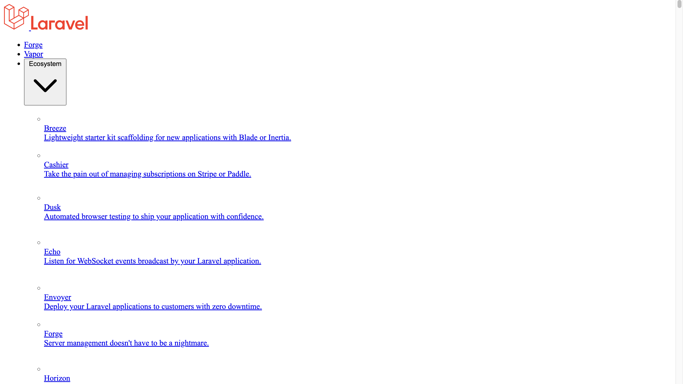 Laravel
Forge
Vapor
Ecosystem
Breeze
Lightweight starter kit scaffolding for new applications with Blade or Inertia.
Cashier
Take the pain out of managing subscriptions on Stripe or Paddle.
Dusk
Automated browser testing to ship your application with confidence.
Echo
Listen for WebSocket events broadcast by your Laravel application.
Envoyer
Deploy your Laravel applications to customers with zero downtime.
Forge
Server management doesn't have to be a nightmare.
Horizon